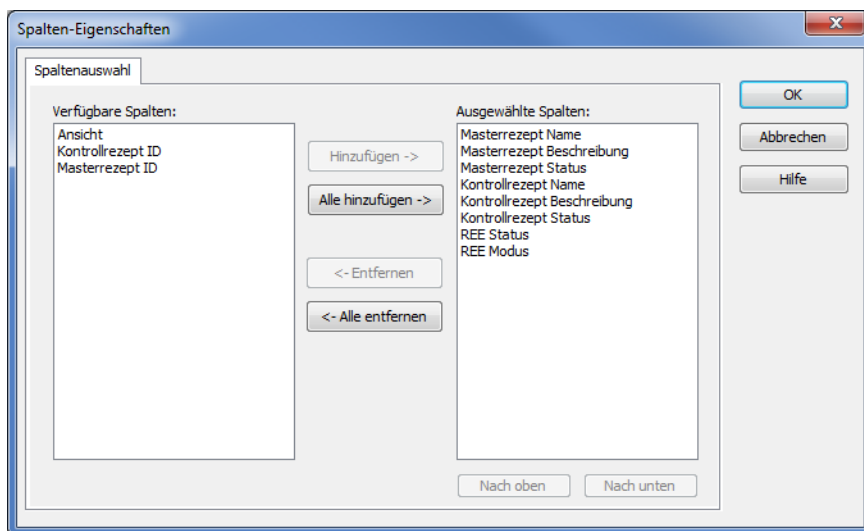 Spalten-Eigenschaften
Spaltenauswahl
Verfügbare Spalten:
Ansicht
Kontrollrezept ID
Masterrezept ID
Hinzufügen ->
Alle hinzufügen ->
<- Entfernen
<- Alle entfernen
Ausgewählte Spalten:
Masterrezept Name
Masterrezept Beschreibung
Masterrezept Status
Kontrollrezept Name
Kontrollrezept Beschreibung
Kontrollrezept Status
REE Status
REE Modus
Nach oben
Nach unten
OK
Abbrechen
Hilfe